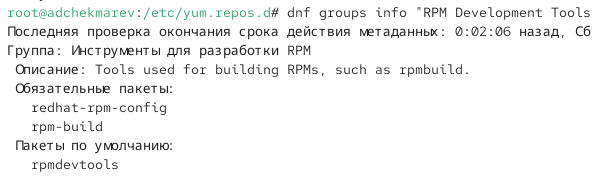 root@adchekmarev:/etc/yum.repos.d# dnf groups info "RPM Development Tools
Последняя проверка окончания срока действия метаданных: 0:02:06 назад, Сб
Группа: Инструменты для разработки RPM
Описание: Tools used for building RPMs, such as rpmbuild.
Обязательные пакеты:
redhat-rpm-config
rpm-build
Пакеты по умолчанию:
rpmdevtools